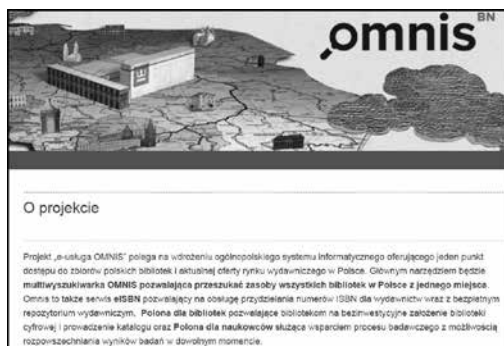 omnis BN
O projekcie
Projekt „e-usługa OMNIS” polega na wdrożeniu ogólnopolskiego systemu informatycznego oferującego jeden punkt
dostępu do zbiorów polskich bibliotek i aktualnej oferty rynku wydawniczego w Polsce. Głównym narzędziem będzie
multiwyszukiwarka OMNIS pozwalająca przeszukać zasoby wszystkich bibliotek w Polsce z jednego miejsca.
Omnis to także serwis eISBN pozwalający na obsługę przydzielania numerów ISBN dla wydawnictw wraz z bezpłatnym
repozytorium wydawniczym, Polona dla bibliotek pozwalające bibliotekom na bezinwestycyjne założenie biblioteki
cyfrowej i prowadzenie katalogu oraz Polona dla naukowców służąca wsparciem procesu badawczego z możliwością
rozpowszechniania wyników badań w dowolnym momencie.